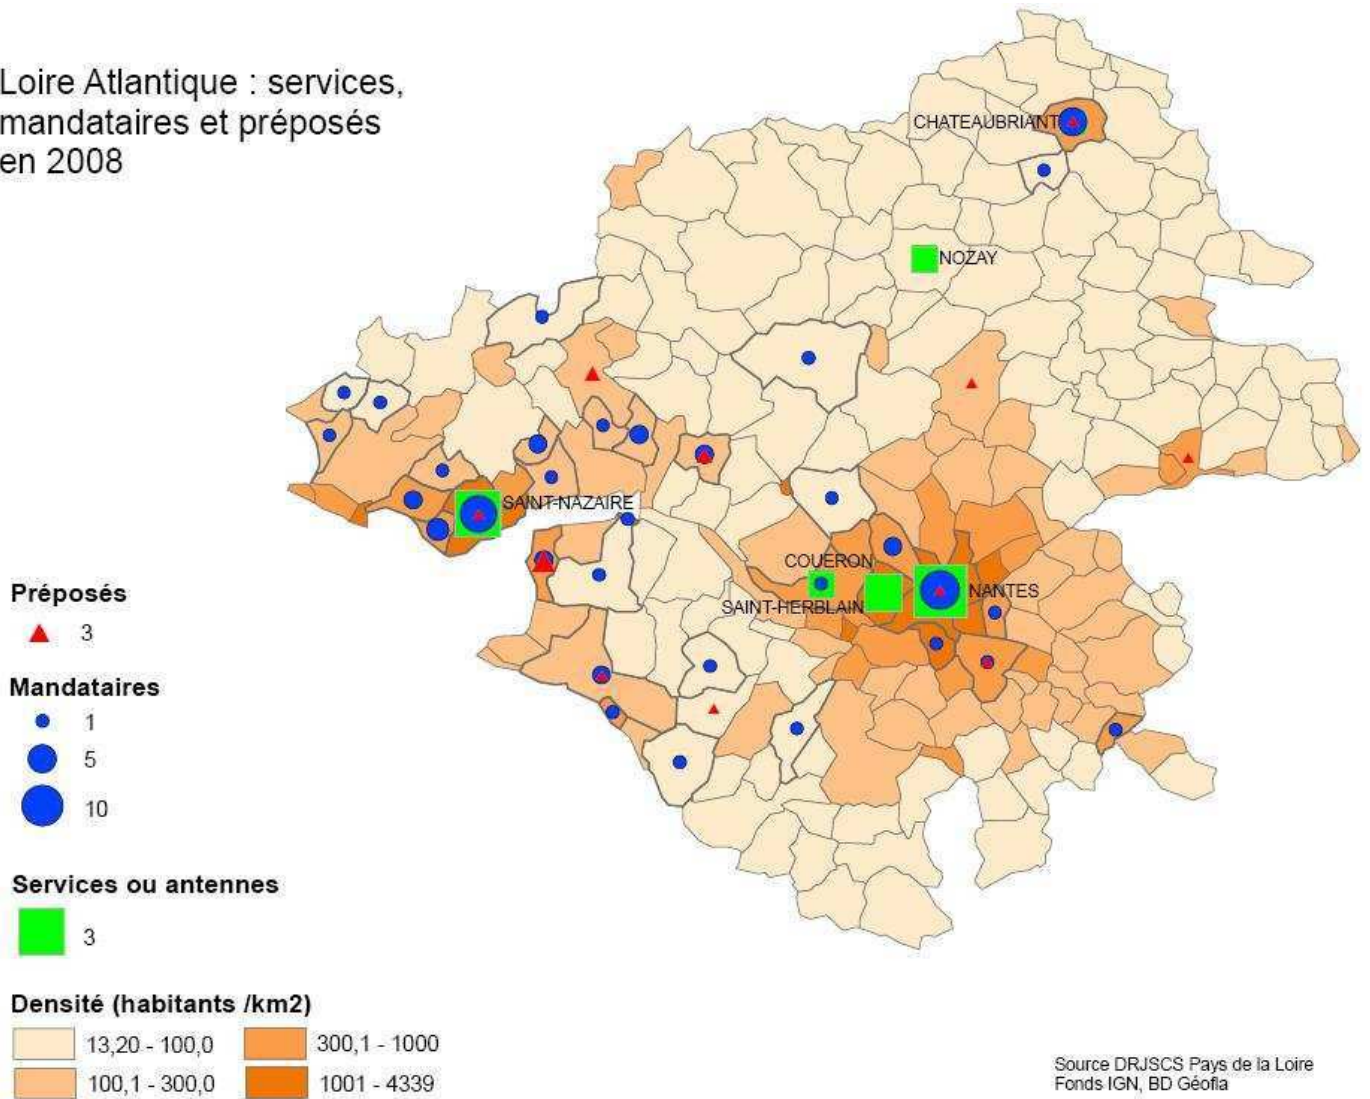 Loire Atlantique : services,
mandataires et préposés
en 2008
CHATEAUBRIANT
NOZAY
SAINT-NAZAIRE
COUERON
SAINT-HERBLAIN
NANTES
Préposés
3
Mandataires
1
5
10
Services ou antennes
3
Densité (habitants /km2)
13,20 - 100,0
300,1 - 1000
100,1 - 300,0
1001 - 4339
Source DRJSCS Pays de la Loire
Fonds IGN, BD Géofla